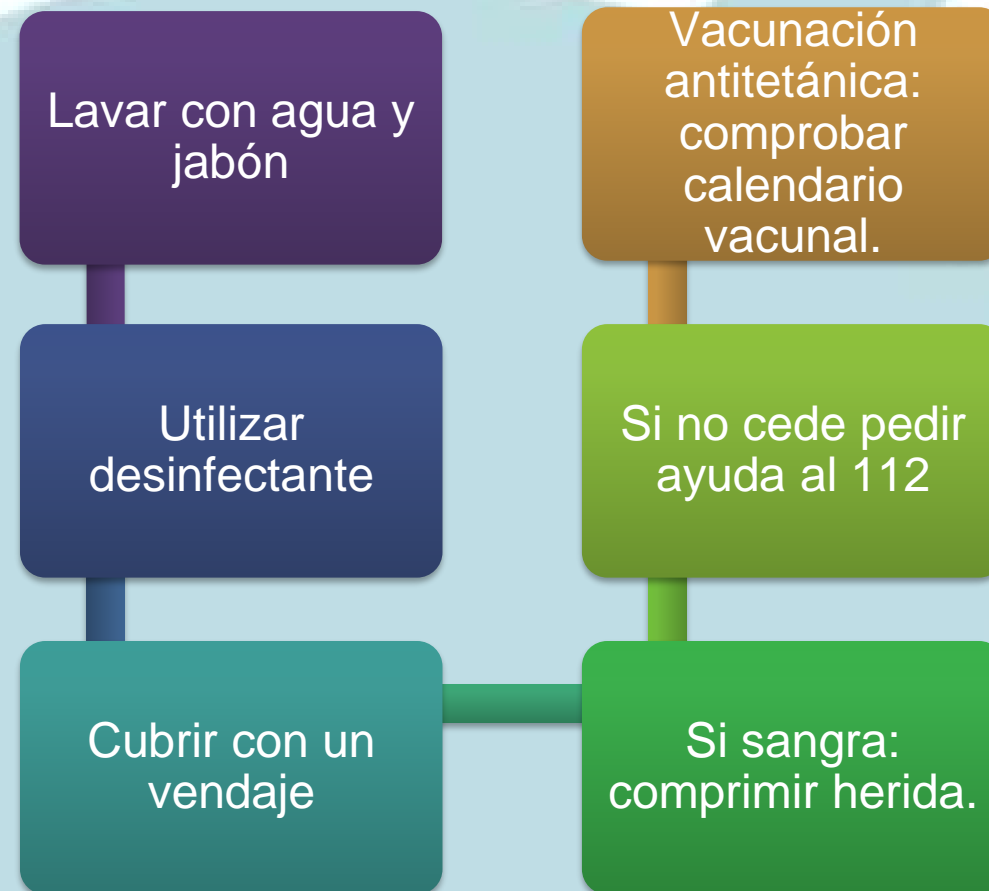 Lavar con agua y
jabón
Utilizar
desinfectante
Cubrir con un
vendaje
Si sangra:
comprimir herida.
Si no cede pedir
ayuda al 112
Vacunación
antitetánica:
comprobar
calendario
vacunal.